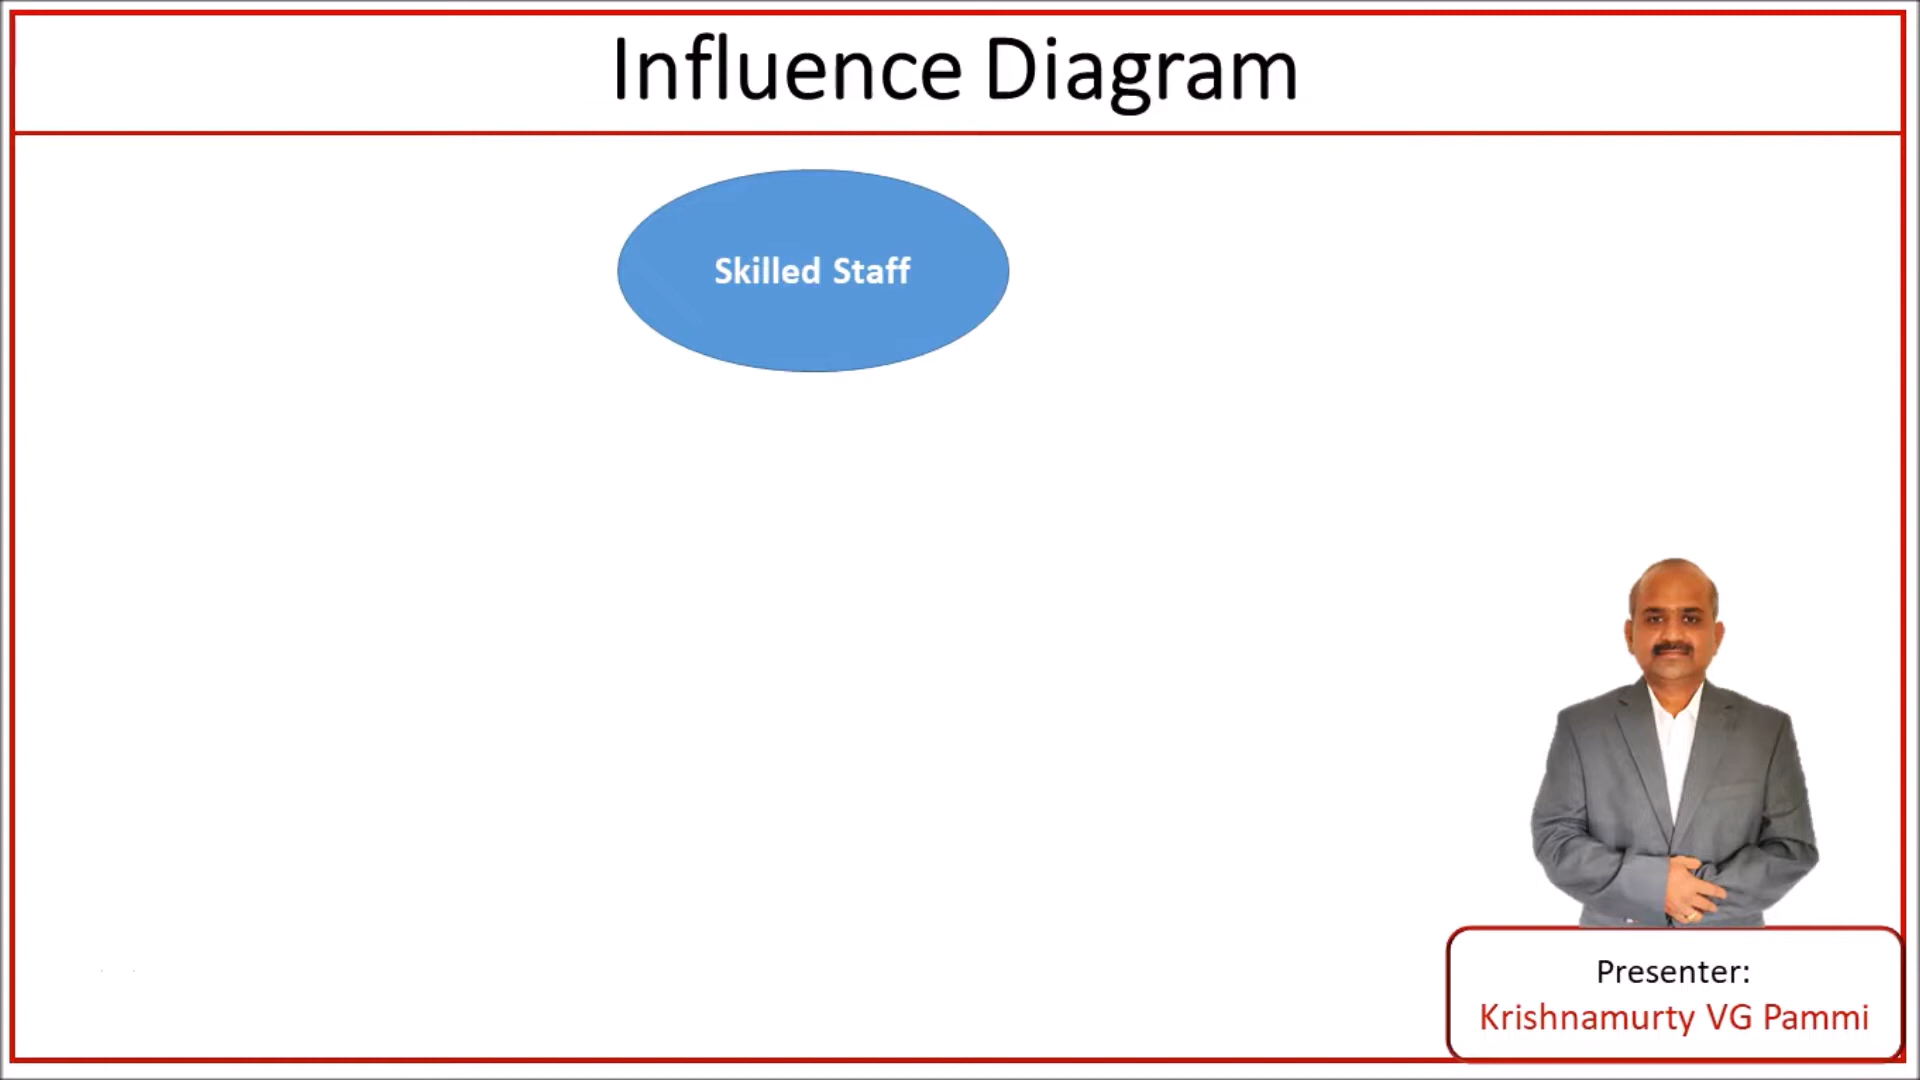 Influence Diagram
Skilled Staff
Presenter:
Krishnamurty VG Pammi